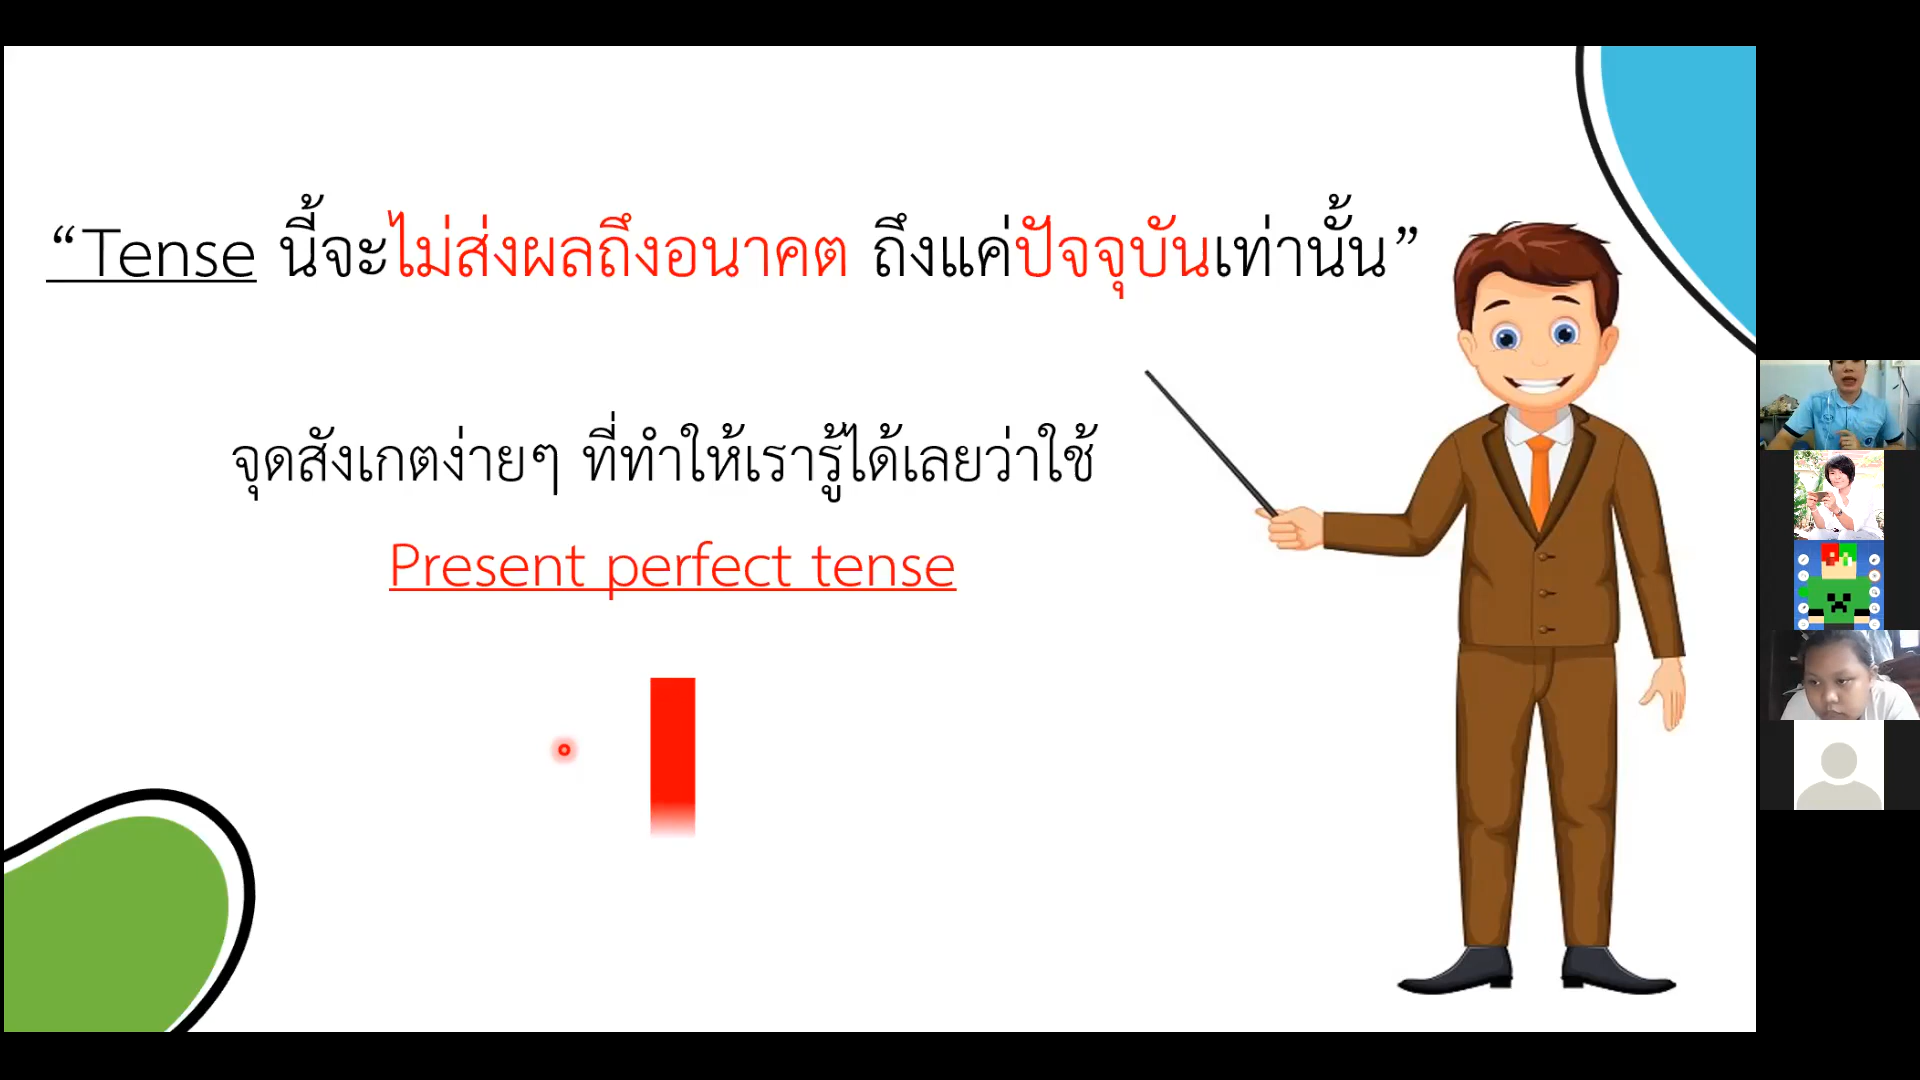 “Tense นี้จะไม่ส่งผลถึงอนาคต ถึงแค่ปัจจุบันเท่านั้น”
จุดสังเกตง่ายๆ ที่ทำให้เรารู้ได้เลยว่าใช้
Present perfect tense